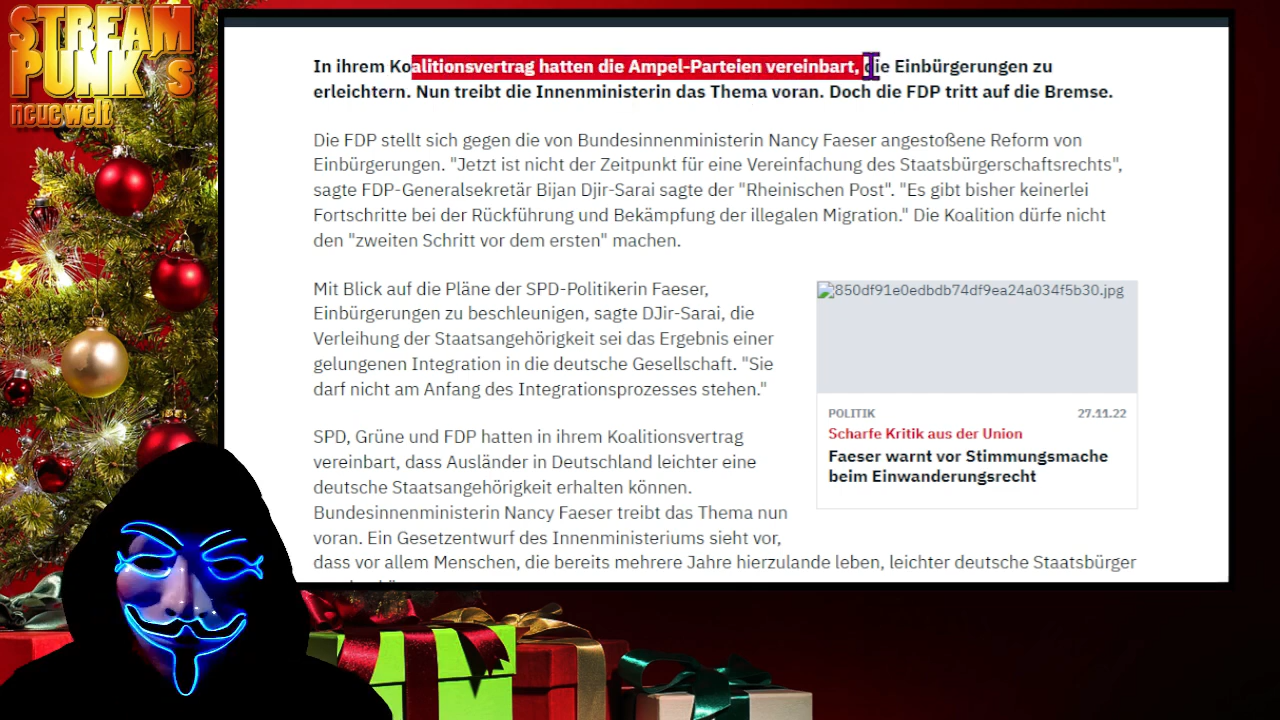 STREAM
PUNK´s
neue welt
In ihrem Koalitionsvertrag hatten die Ampel-Parteien vereinbart, die Einbürgerungen zu
erleichtern. Nun treibt die Innenministerin das Thema voran. Doch die FDP tritt auf die Bremse.
Die FDP stellt sich gegen die von Bundesinnenministerin Nancy Faeser angestoßene Reform von
Einbürgerungen. "Jetzt ist nicht der Zeitpunkt für eine Vereinfachung des Staatsbürgerschaftsrechts",
sagte FDP-Generalsekretär Bijan Djir-Sarai sagte der "Rheinischen Post". "Es gibt bisher keinerlei
Fortschritte bei der Rückführung und Bekämpfung der illegalen Migration." Die Koalition dürfe nicht
den "zweiten Schritt vor dem ersten" machen.
Mit Blick auf die Pläne der SPD-Politikerin Faeser,
Einbürgerungen zu beschleunigen, sagte DJir-Sarai, die
Verleihung der Staatsangehörigkeit sei das Ergebnis einer
gelungenen Integration in die deutsche Gesellschaft. "Sie
darf nicht am Anfang des Integrationsprozesses stehen."
850df91e0edbdb74df9ea24a034f5b30.jpg
POLITIK 27.11.22
Scharfe Kritik aus der Union
Faeser warnt vor Stimmungsmache
beim Einwanderungsrecht
SPD, Grüne und FDP hatten in ihrem Koalitionsvertrag
vereinbart, dass Ausländer in Deutschland leichter eine
deutsche Staatsangehörigkeit erhalten können.
Bundesinnenministerin Nancy Faeser treibt das Thema nun
voran. Ein Gesetzentwurf des Innenministeriums sieht vor,
dass vor allem Menschen, die bereits mehrere Jahre hierzulande leben, leichter deutsche Staatsbürger